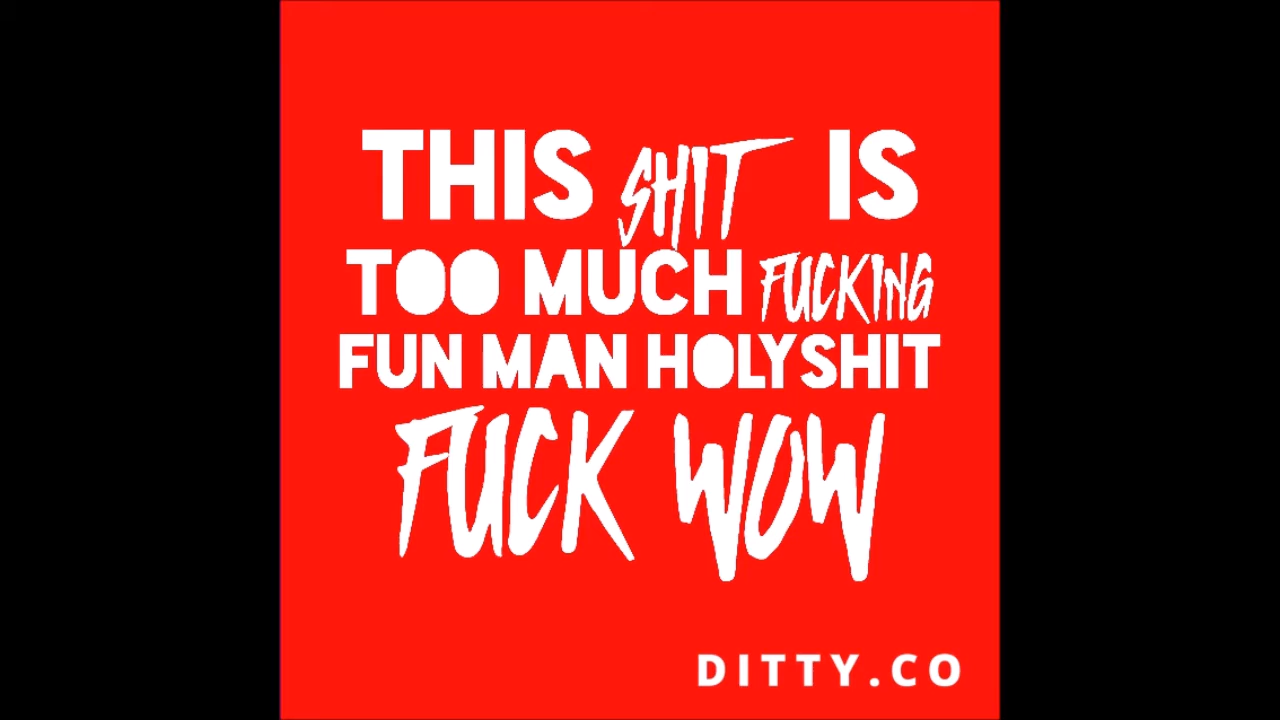 THIS SHIT IS
TOO MUCH FUCKING
FUN MAN HOLYSHIT
FUCK WOW
DITTY.CO